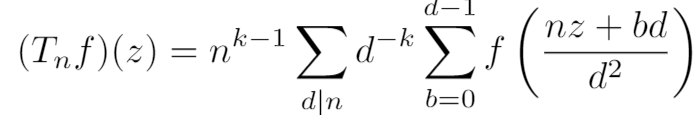 $(T_n f)(z) = n^{k-1} \sum_{d|n} d^{-k} \sum_{b=0}^{d-1} f\left(\frac{nz+bd}{d^2}\right)$